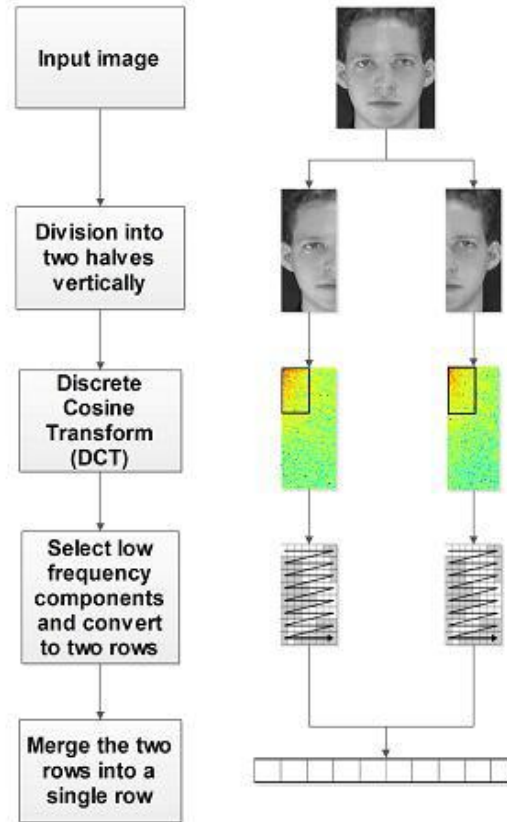 Input image
Division into
two halves
vertically
Discrete
Cosine
Transform
(DCT)
Select low
frequency
components
and convert
to two rows
Merge the two
rows into a
single row